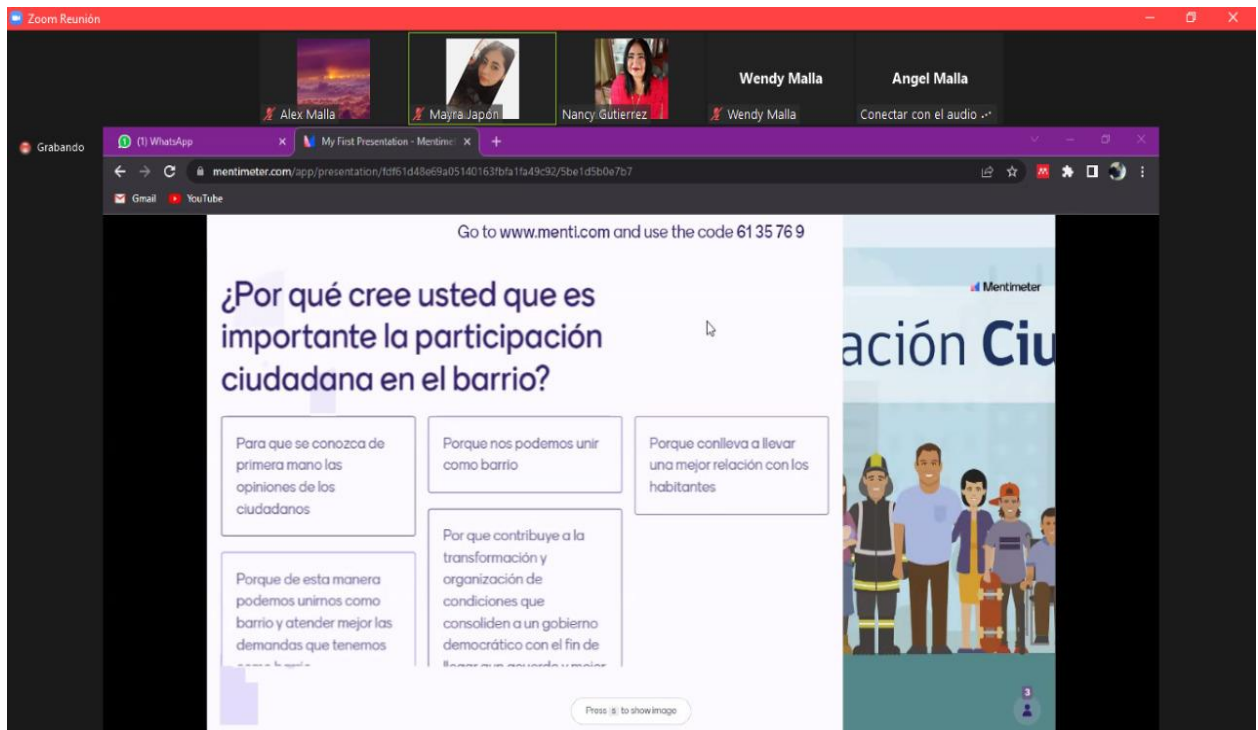 Zoom Reunión
Wendy Malla
Angel Malla
Alex Malla
Mayra Japón
Nancy Gutierrez
Wendy Malla
Conectar con el audio
Grabando
(1) WhatsApp
My First Presentation - Mentimet
mentimeter.com/app/presentation/fdf61d48e69a05140163fbfa1fa49c92/5be1d5b0e7b7
Gmail
YouTube
Go to www.menti.com and use the code 61 35 76 9
Mentimeter
¿Por qué cree usted que es
importante la participación
ciudadana en el barrio?
ación Ciu
Para que se conozca de
primera mano las
opiniones de los
ciudadanos
Porque de esta manera
podemos unirnos como
barrio y atender mejor las
demandas que tenemos
como barrio
Porque nos podemos unir
como barrio
Por que contribuye a la
transformación y
organización de
condiciones que
consoliden a un gobierno
democrático con el fin de
llegar aun acuerdo y mejor
Porque conlleva a llevar
una mejor relación con los
habitantes
3
Press S to show image